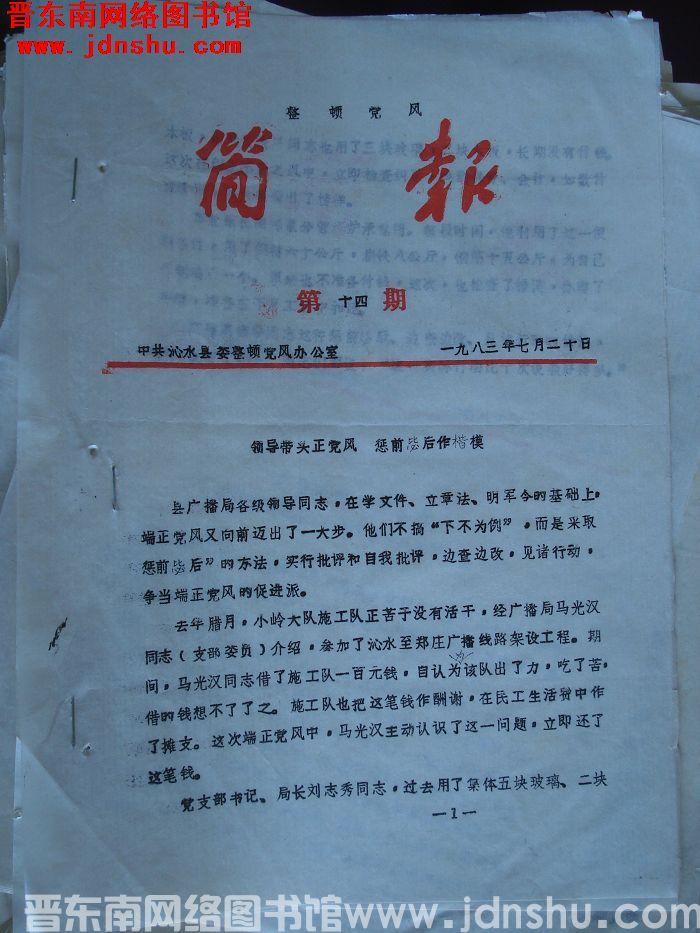 晋东南网络图书馆
www.jdnshu.com
整顿党风
简报
第十四期
中共沁水县委整顿党风办公室 一九八三年七月二十日
领导带头正党风 惩前毖后作楷模
县广播局各级领导同志，在学文件、立章法、明军令的基础上，
端正党风又向前迈出了一大步。他们不搞“下不为例”，而是采取
惩前毖后”的方法，实行批评和自我批评，边查边改，见诸行动，
争当端正党风的促进派。
去年腊月，小岭大队施工队正苦于没有活干，经广播局马光汉
同志（支部委员）介绍，参加了沁水至郑庄广播线路架设工程。期
间，马光汉同志借了施工队一百元钱，自认为该队出了力，吃了苦，
借的钱想不了了之。施工队也把这笔钱作酬谢，在民工生活费中作
了摊支。这次端正党风中，马光汉主动认识了这一问题，立即还了
这笔钱。
党支部书记、局长刘志秀同志，过去用了集体五块玻璃、二块
—1—
晋东南网络图书馆www.jdnshu.com